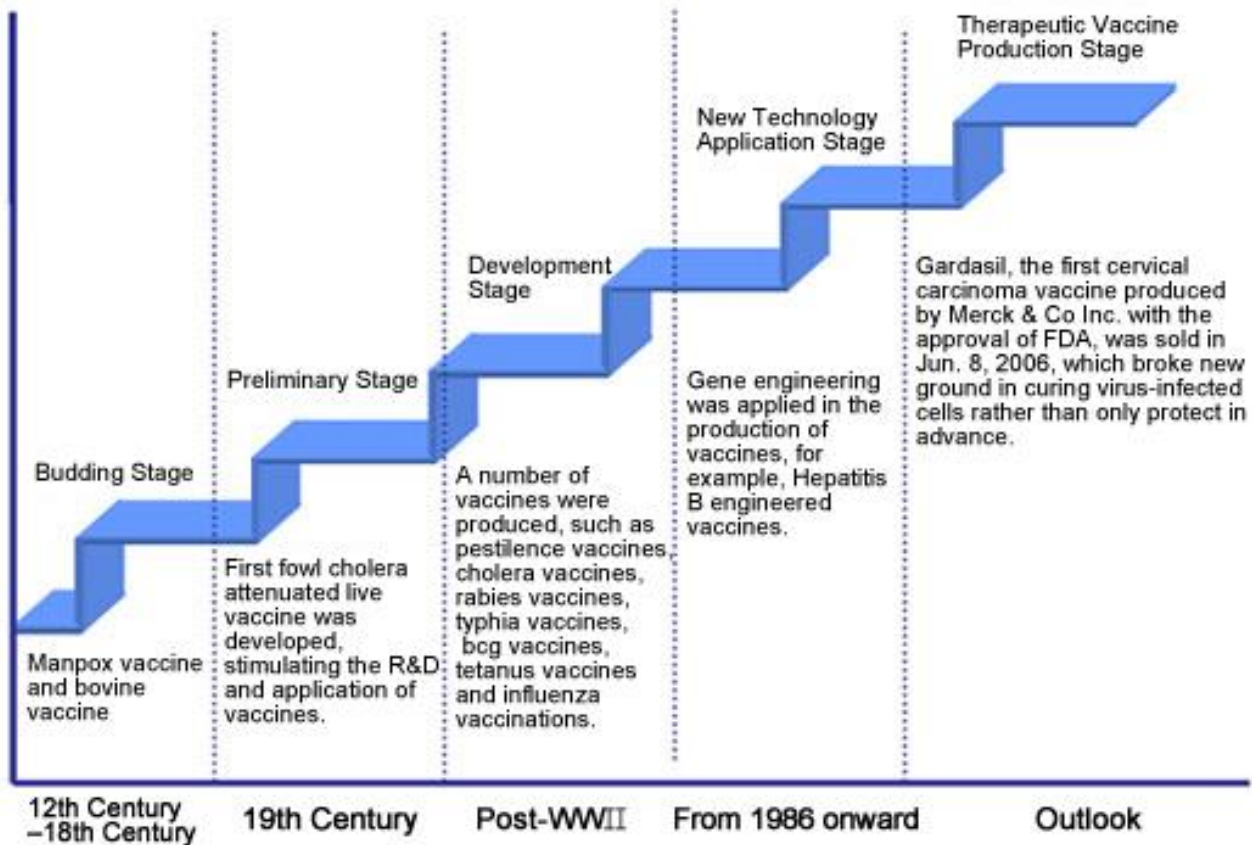 Budding Stage
Manpox vaccine
and bovine
vaccine
12th Century
–18th Century
Preliminary Stage
First fowl cholera
attenuated live
vaccine was
developed,
stimulating the R&D
and application of
vaccines.
19th Century
Development
Stage
A number of
vaccines were
produced, such as
pestilence vaccines,
cholera vaccines,
rabies vaccines,
typhia vaccines,
bcg vaccines,
tetanus vaccines
and influenza
vaccinations.
Post-WWⅡ
New Technology
Application Stage
Gene engineering
was applied in the
production of
vaccines, for
example, Hepatitis
B engineered
vaccines.
From 1986 onward
Therapeutic Vaccine
Production Stage
Gardasil, the first cervical
carcinoma vaccine produced
by Merck & Co Inc. with the
approval of FDA, was sold in
Jun. 8, 2006, which broke new
ground in curing virus-infected
cells rather than only protect in
advance.
Outlook